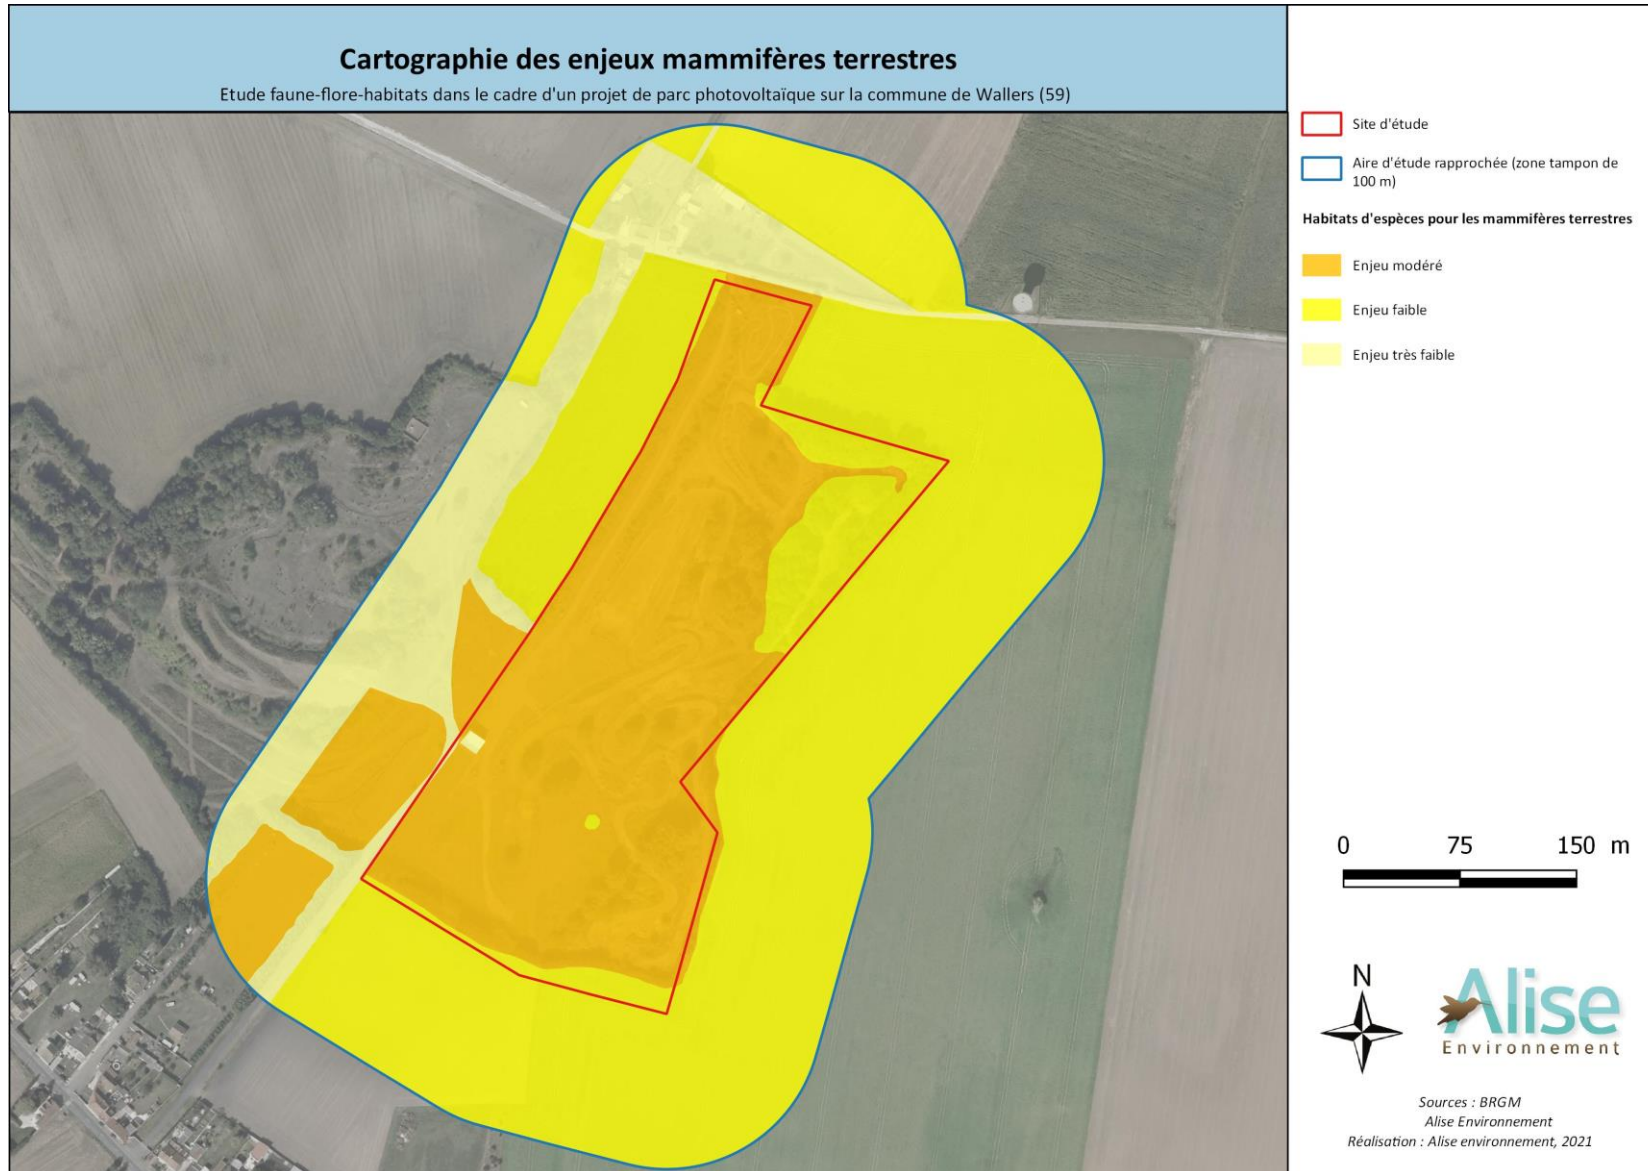 Cartographie des enjeux mammifères terrestres
Etude faune-flore-habitats dans le cadre d'un projet de parc photovoltaïque sur la commune de Wallers (59)
Site d'étude
Aire d'étude rapprochée (zone tampon de
100 m)
Habitats d'espèces pour les mammifères terrestres
Enjeu modéré
Enjeu faible
Enjeu très faible
0 75 150 m
N
Alise
Environnement
Sources : BRGM
Alise Environnement
Réalisation : Alise environnement, 2021